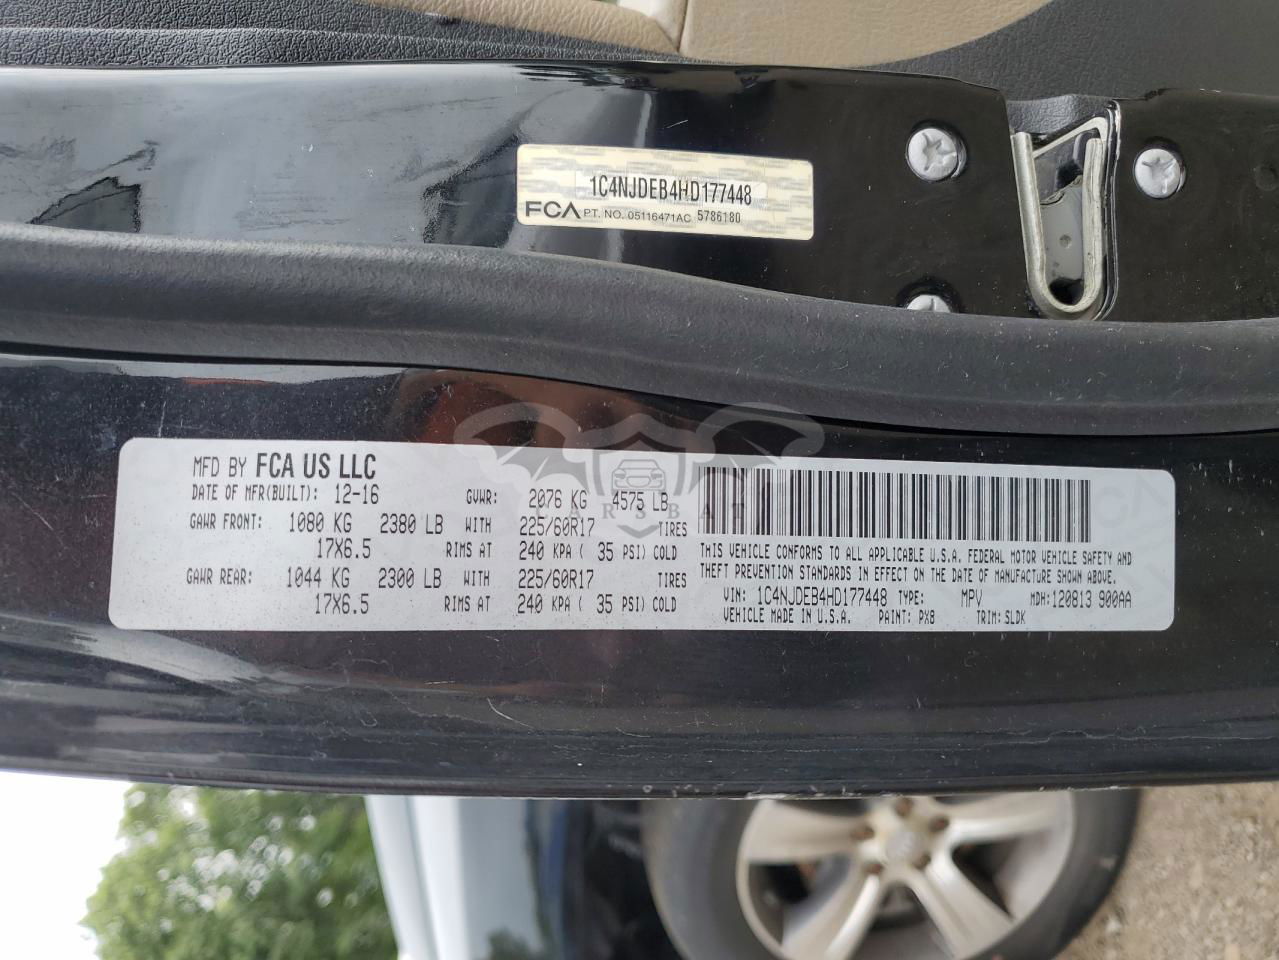 1C4NJDEB4HD177448
FCA PT. NO. 05116471AC 5786180
MFD BY FCA US LLC
DATE OF MFR(BUILT): 12-16 GVWR: 2076 KG 4575 LB
GAWR FRONT: 1080 KG 2380 LB WITH 225/60R17 TIRES
17X6.5 RIMS AT 240 KPA ( 35 PSI) COLD
GAWR REAR: 1044 KG 2300 LB WITH 225/60R17 TIRES
17X6.5 RIMS AT 240 KPA ( 35 PSI) COLD
THIS VEHICLE CONFORMS TO ALL APPLICABLE U.S.A. FEDERAL MOTOR VEHICLE SAFETY AND
THEFT PREVENTION STANDARDS IN EFFECT ON THE DATE OF MANUFACTURE SHOWN ABOVE.
VIN: 1C4NJDEB4HD177448 TYPE: MPV MDH: 120813 900AA
VEHICLE MADE IN U.S.A. PAINT: PX8 TRIM: SLDK
CARSBAT